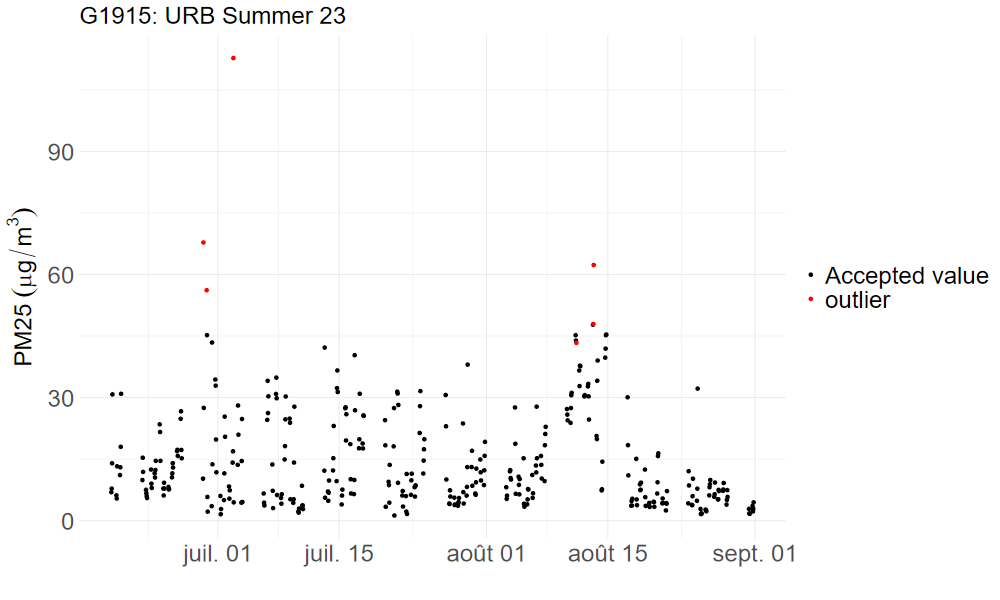 G1915: URB Summer 23
PM25 (μg/m³)
90
60
30
0
juil. 01
juil. 15
août 01
août 15
sept. 01
Accepted value
outlier